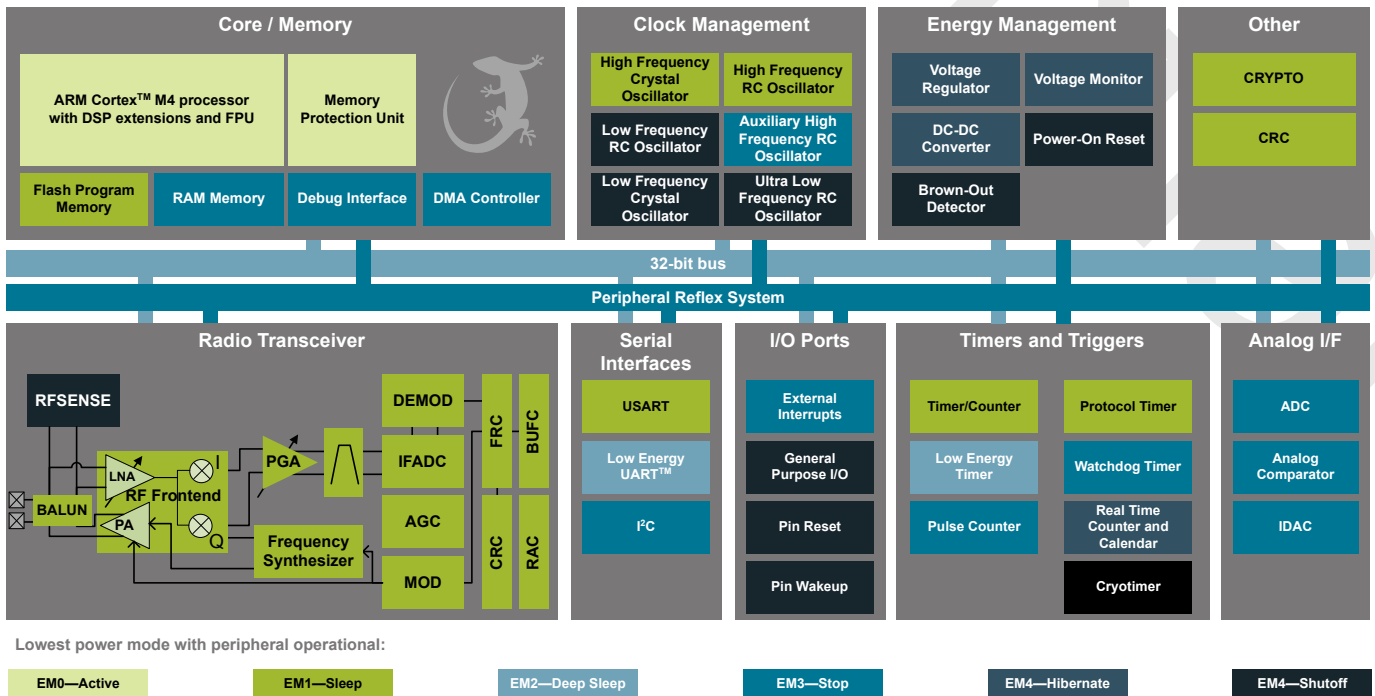 Core / Memory
ARM Cortex™ M4 processor
with DSP extensions and FPU
Memory
Protection Unit
Flash Program
Memory
RAM Memory
Debug Interface
DMA Controller
Clock Management
High Frequency
Crystal
Oscillator
High Frequency
RC Oscillator
Low Frequency
RC Oscillator
Auxiliary High
Frequency RC
Oscillator
Low Frequency
Crystal
Oscillator
Ultra Low
Frequency RC
Oscillator
Energy Management
Voltage
Regulator
Voltage Monitor
DC-DC
Converter
Power-On Reset
Brown-Out
Detector
Other
CRYPTO
CRC
32-bit bus
Peripheral Reflex System
Radio Transceiver
RFSENSE
BALUN
LNA
RF Frontend
PA
I
Q
PGA
Frequency
Synthesizer
DEMOD
IFADC
AGC
MOD
FRC
BUFC
CRC
RAC
Serial
Interfaces
USART
Low Energy
UART™
I²C
I/O Ports
External
Interrupts
General
Purpose I/O
Pin Reset
Pin Wakeup
Timers and Triggers
Timer/Counter
Protocol Timer
Low Energy
Timer
Watchdog Timer
Pulse Counter
Real Time
Counter and
Calendar
Cryotimer
Analog I/F
ADC
Analog
Comparator
IDAC
Lowest power mode with peripheral operational:
EM0—Active
EM1—Sleep
EM2—Deep Sleep
EM3—Stop
EM4—Hibernate
EM4—Shutoff